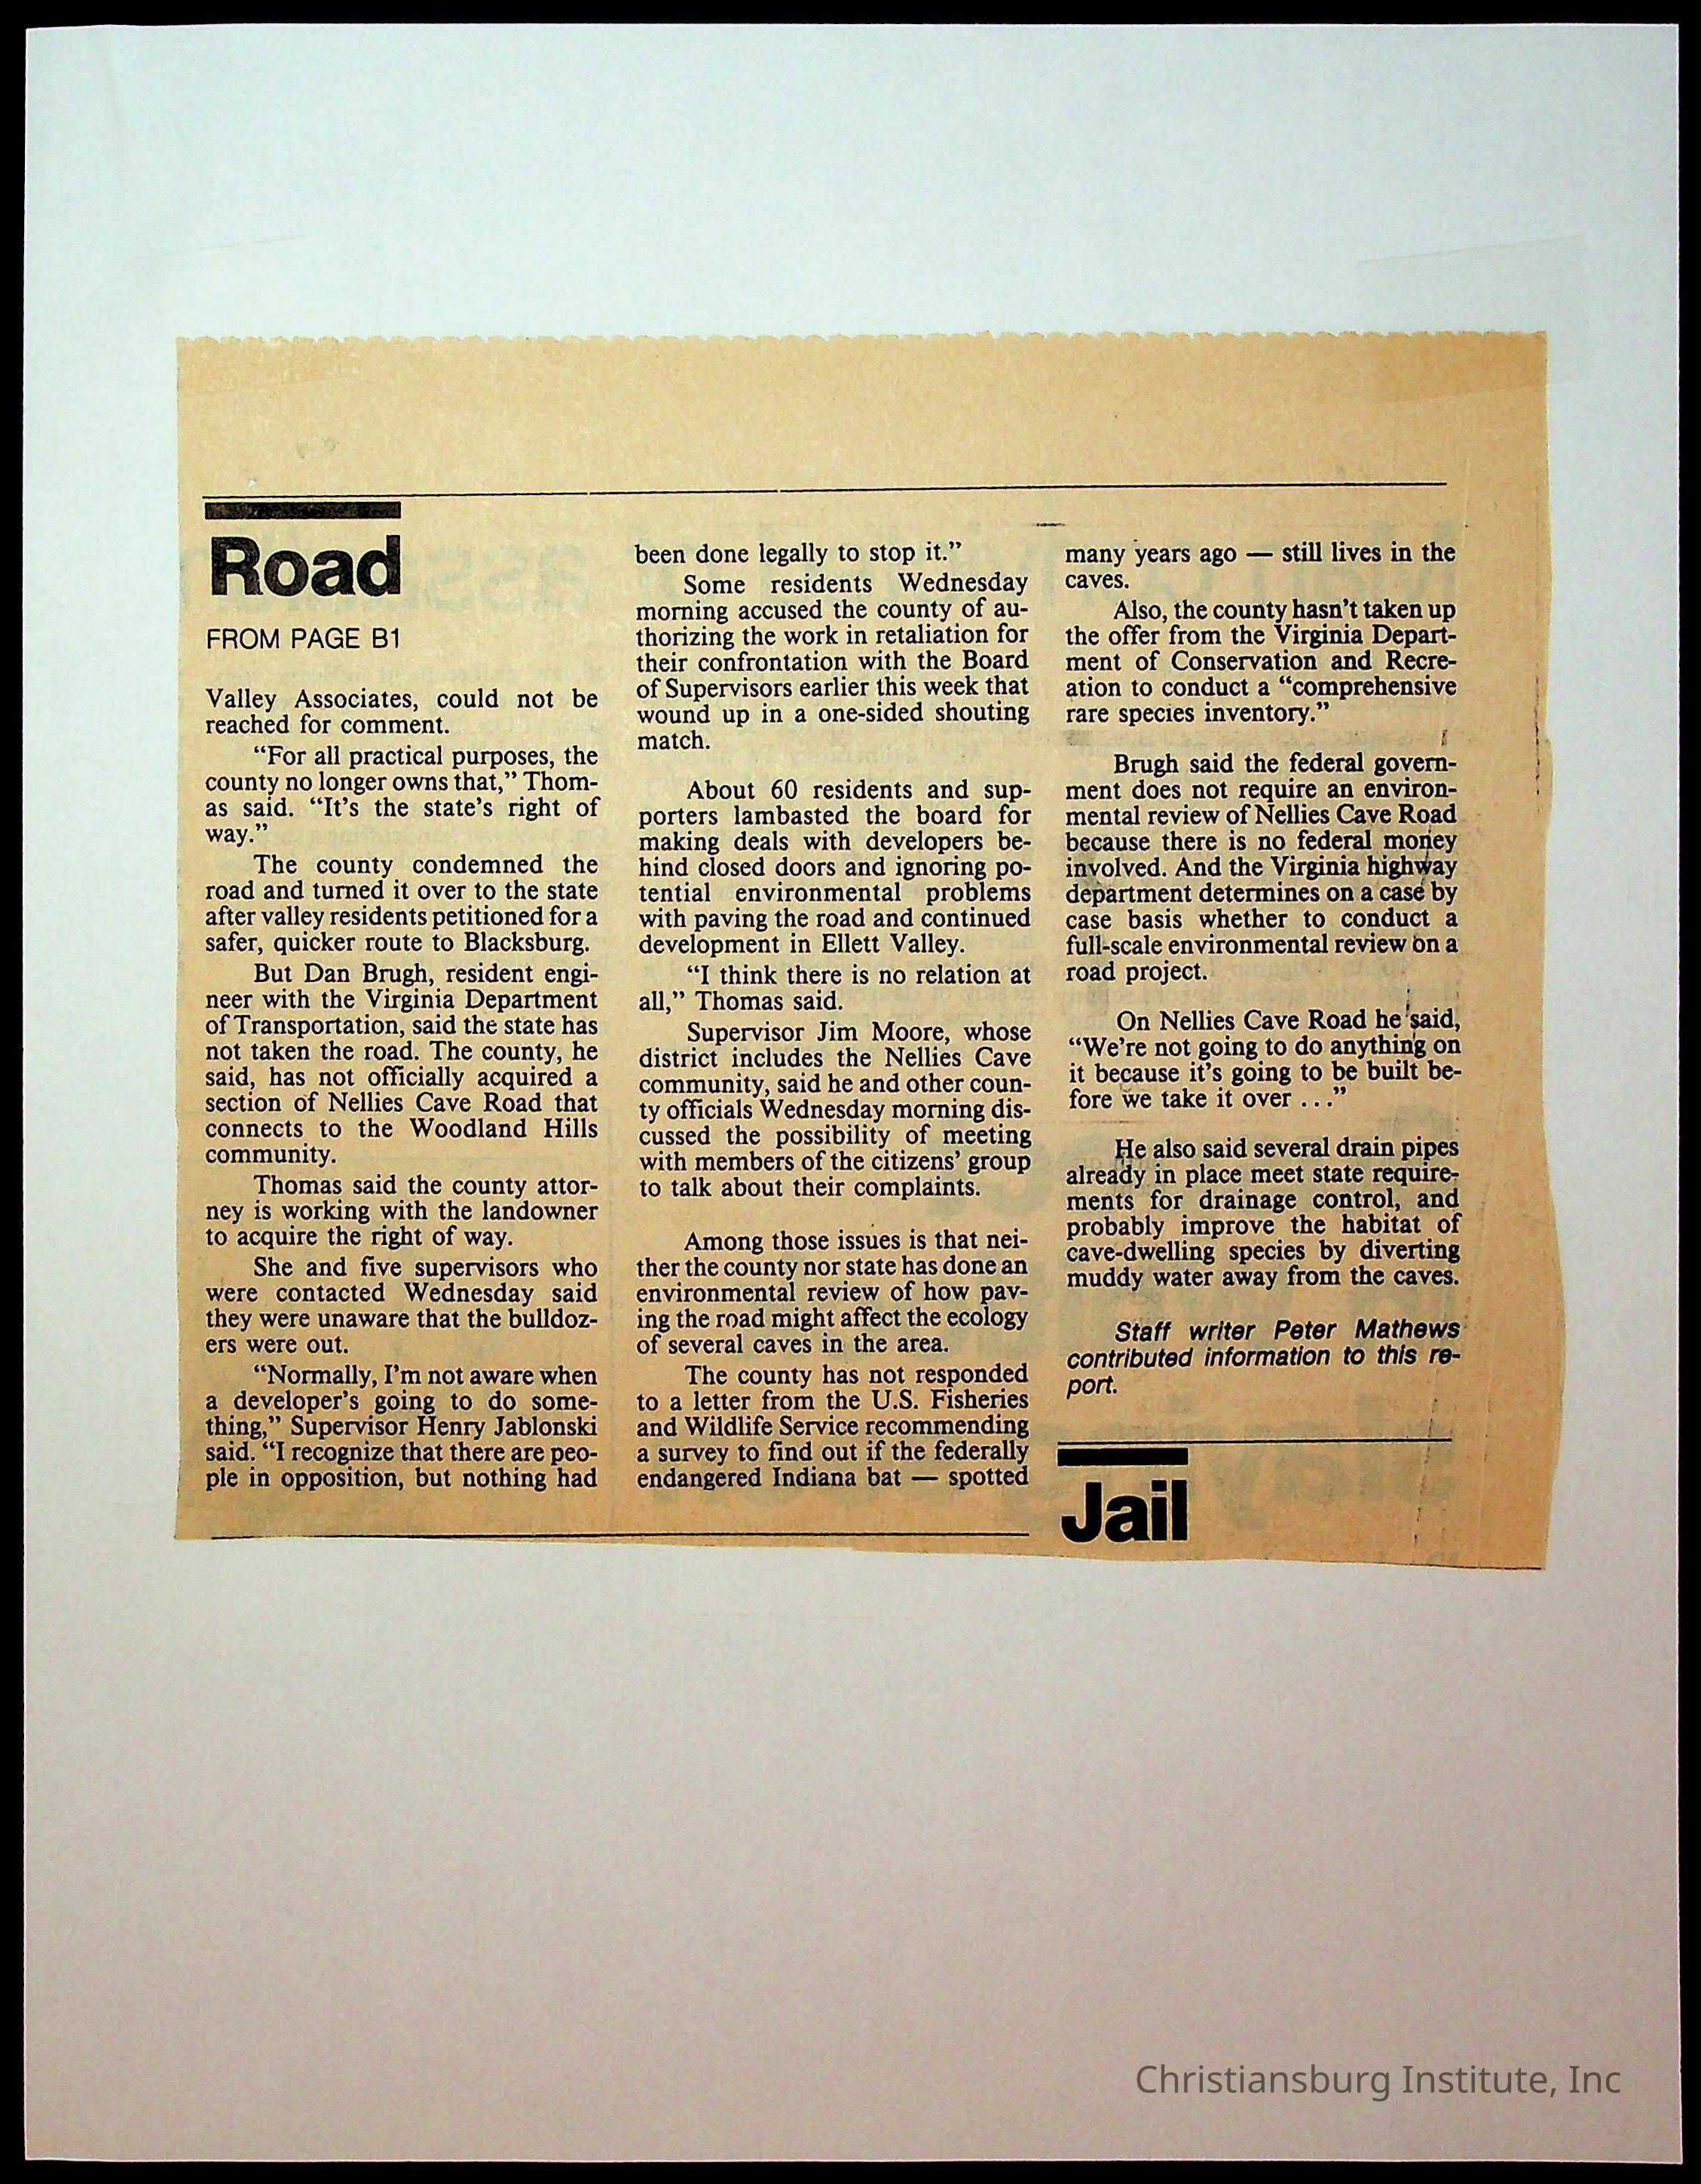 Road
FROM PAGE B1
Valley Associates, could not be
reached for comment.
“For all practical purposes, the
county no longer owns that,” Thom-
as said. “It’s the state’s right of
way.”
The county condemned the
road and turned it over to the state
after valley residents petitioned for a
safer, quicker route to Blacksburg.
But Dan Brugh, resident engi-
neer with the Virginia Department
of Transportation, said the state has
not taken the road. The county, he
said, has not officially acquired a
section of Nellies Cave Road that
connects to the Woodland Hills
community.
Thomas said the county attor-
ney is working with the landowner
to acquire the right of way.
She and five supervisors who
were contacted Wednesday said
they were unaware that the bulldoz-
ers were out.
“Normally, I’m not aware when
a developer’s going to do some-
thing,” Supervisor Henry Jablonski
said. “I recognize that there are peo-
ple in opposition, but nothing had
been done legally to stop it.”
Some residents Wednesday
morning accused the county of au-
thorizing the work in retaliation for
their confrontation with the Board
of Supervisors earlier this week that
wound up in a one-sided shouting
match.
About 60 residents and sup-
porters lambasted the board for
making deals with developers be-
hind closed doors and ignoring po-
tential environmental problems
with paving the road and continued
development in Ellett Valley.
“I think there is no relation at
all,” Thomas said.
Supervisor Jim Moore, whose
district includes the Nellies Cave
community, said he and other coun-
ty officials Wednesday morning dis-
cussed the possibility of meeting
with members of the citizens’ group
to talk about their complaints.
Among those issues is that nei-
ther the county nor state has done an
environmental review of how pav-
ing the road might affect the ecology
of several caves in the area.
The county has not responded
to a letter from the U.S. Fisheries
and Wildlife Service recommending
a survey to find out if the federally
endangered Indiana bat — spotted
many years ago — still lives in the
caves.
Also, the county hasn’t taken up
the offer from the Virginia Depart-
ment of Conservation and Recre-
ation to conduct a “comprehensive
rare species inventory.”
Brugh said the federal govern-
ment does not require an environ-
mental review of Nellies Cave Road
because there is no federal money
involved. And the Virginia highway
department determines on a case by
case basis whether to conduct a
full-scale environmental review on a
road project.
On Nellies Cave Road he said,
“We’re not going to do anything on
it because it’s going to be built be-
fore we take it over . . .”
He also said several drain pipes
already in place meet state require-
ments for drainage control, and
probably improve the habitat of
cave-dwelling species by diverting
muddy water away from the caves.
Staff writer Peter Mathews
contributed information to this re-
port.
Jail
Christiansburg Institute, Inc